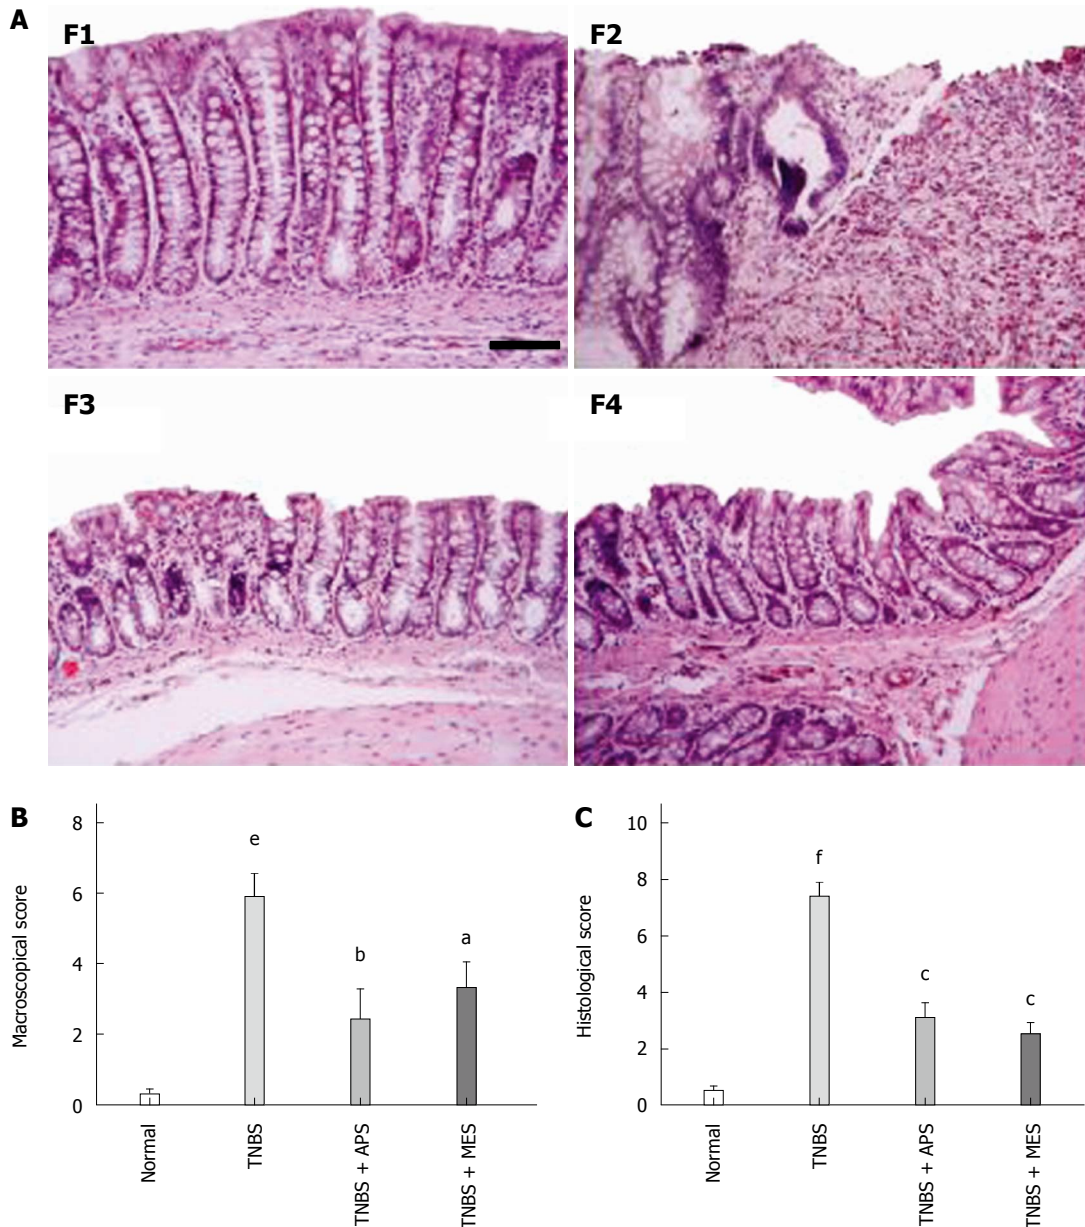 A
F1
F2
F3
F4
B
Macroscopical score
8
6
4
2
0
e
b
a
Normal
TNBS
TNBS + APS
TNBS + MES
C
Histological score
10
8
6
4
2
0
f
c
c
Normal
TNBS
TNBS + APS
TNBS + MES